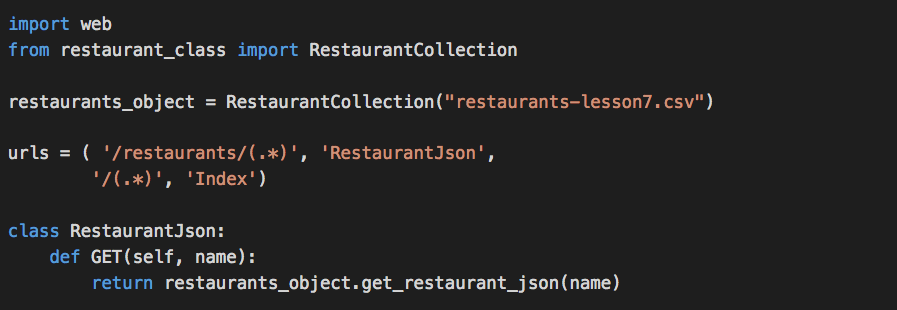 import web
from restaurant_class import RestaurantCollection
restaurants_object = RestaurantCollection("restaurants-lesson7.csv")
urls = ( '/restaurants/(.*)', 'RestaurantJson',
        '/(.*)', 'Index')
class RestaurantJson:
    def GET(self, name):
        return restaurants_object.get_restaurant_json(name)